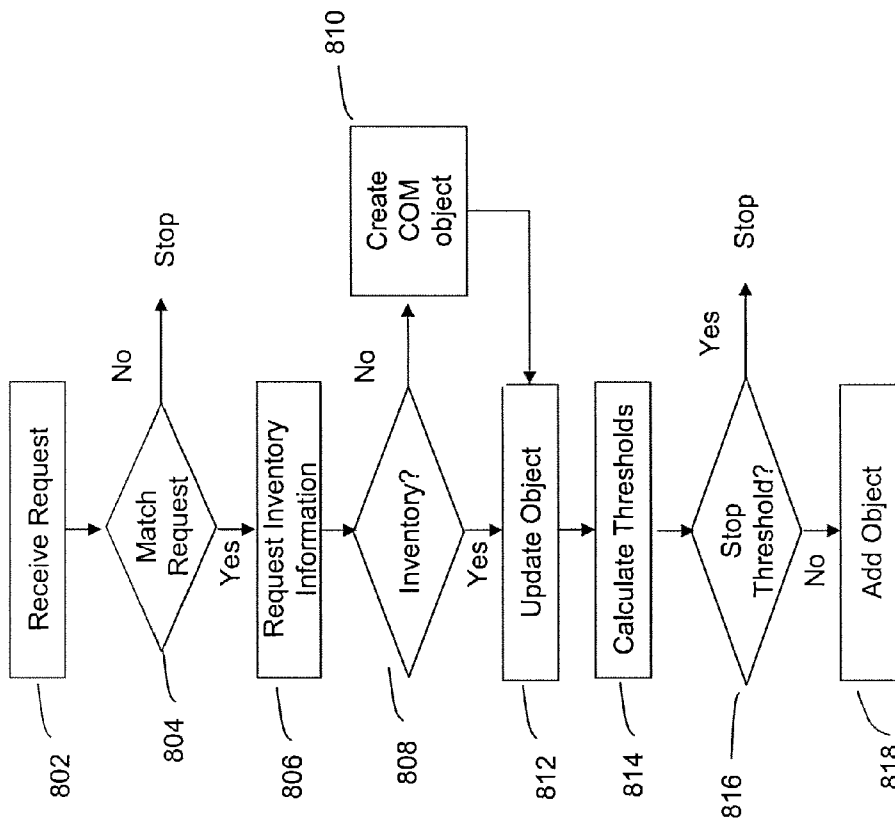 802
Receive Request
804
Match
Request
No
Stop
Yes
806
Request Inventory
Information
808
Inventory?
No
810
Create
COM
object
Yes
812
Update Object
814
Calculate Thresholds
816
Stop
Threshold?
Yes
Stop
No
818
Add Object